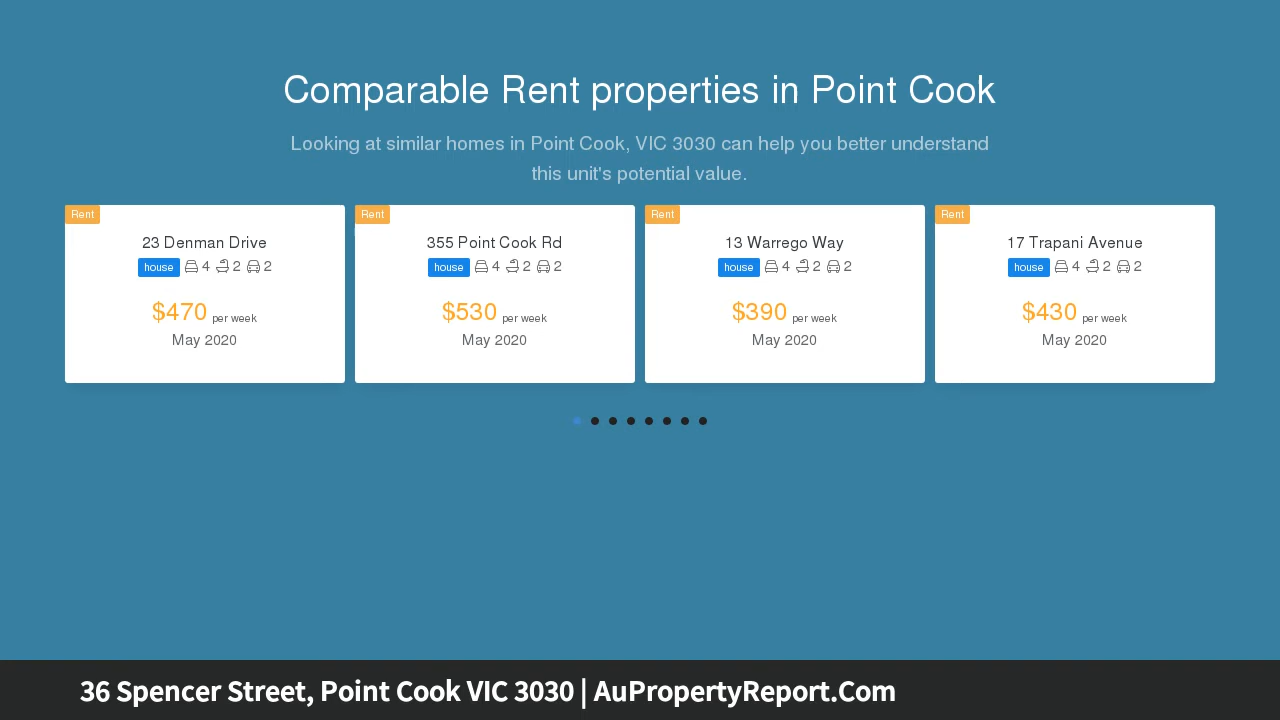 Comparable Rent properties in Point Cook
Looking at similar homes in Point Cook, VIC 3030 can help you better understand
this unit's potential value.
Rent
23 Denman Drive
house 4 2 2
$470 per week
May 2020
Rent
355 Point Cook Rd
house 4 2 2
$530 per week
May 2020
Rent
13 Warrego Way
house 4 2 2
$390 per week
May 2020
Rent
17 Trapani Avenue
house 4 2 2
$430 per week
May 2020
36 Spencer Street, Point Cook VIC 3030 | AuPropertyReport.Com